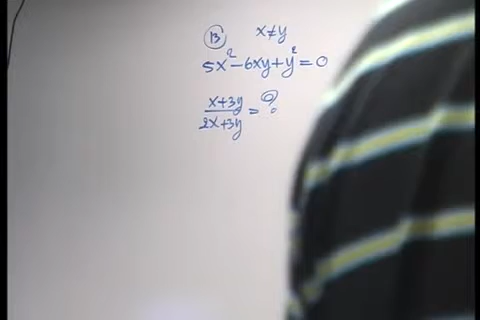 13 x≠y
5x²-6xy+y²=0
x+3y/2x+3y = ?